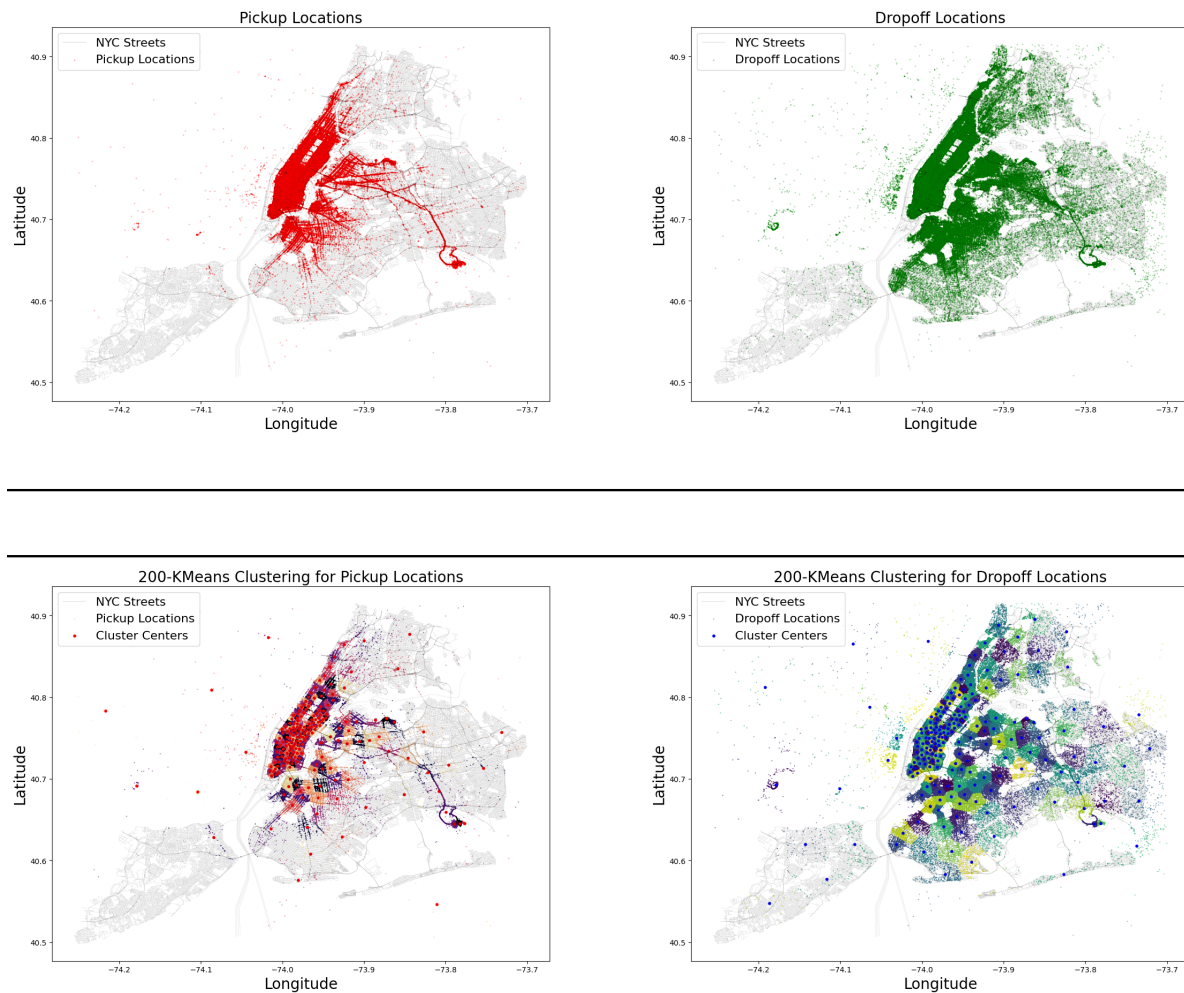 Pickup Locations
NYC Streets
Pickup Locations
40.9
40.8
40.7
40.6
40.5
Latitude
−74.2 −74.1 −74.0 −73.9 −73.8 −73.7
Longitude
Dropoff Locations
NYC Streets
Dropoff Locations
40.9
40.8
40.7
40.6
40.5
Latitude
−74.2 −74.1 −74.0 −73.9 −73.8 −73.7
Longitude
200-KMeans Clustering for Pickup Locations
NYC Streets
Pickup Locations
Cluster Centers
40.9
40.8
40.7
40.6
40.5
Latitude
−74.2 −74.1 −74.0 −73.9 −73.8 −73.7
Longitude
200-KMeans Clustering for Dropoff Locations
NYC Streets
Dropoff Locations
Cluster Centers
40.9
40.8
40.7
40.6
40.5
Latitude
−74.2 −74.1 −74.0 −73.9 −73.8 −73.7
Longitude